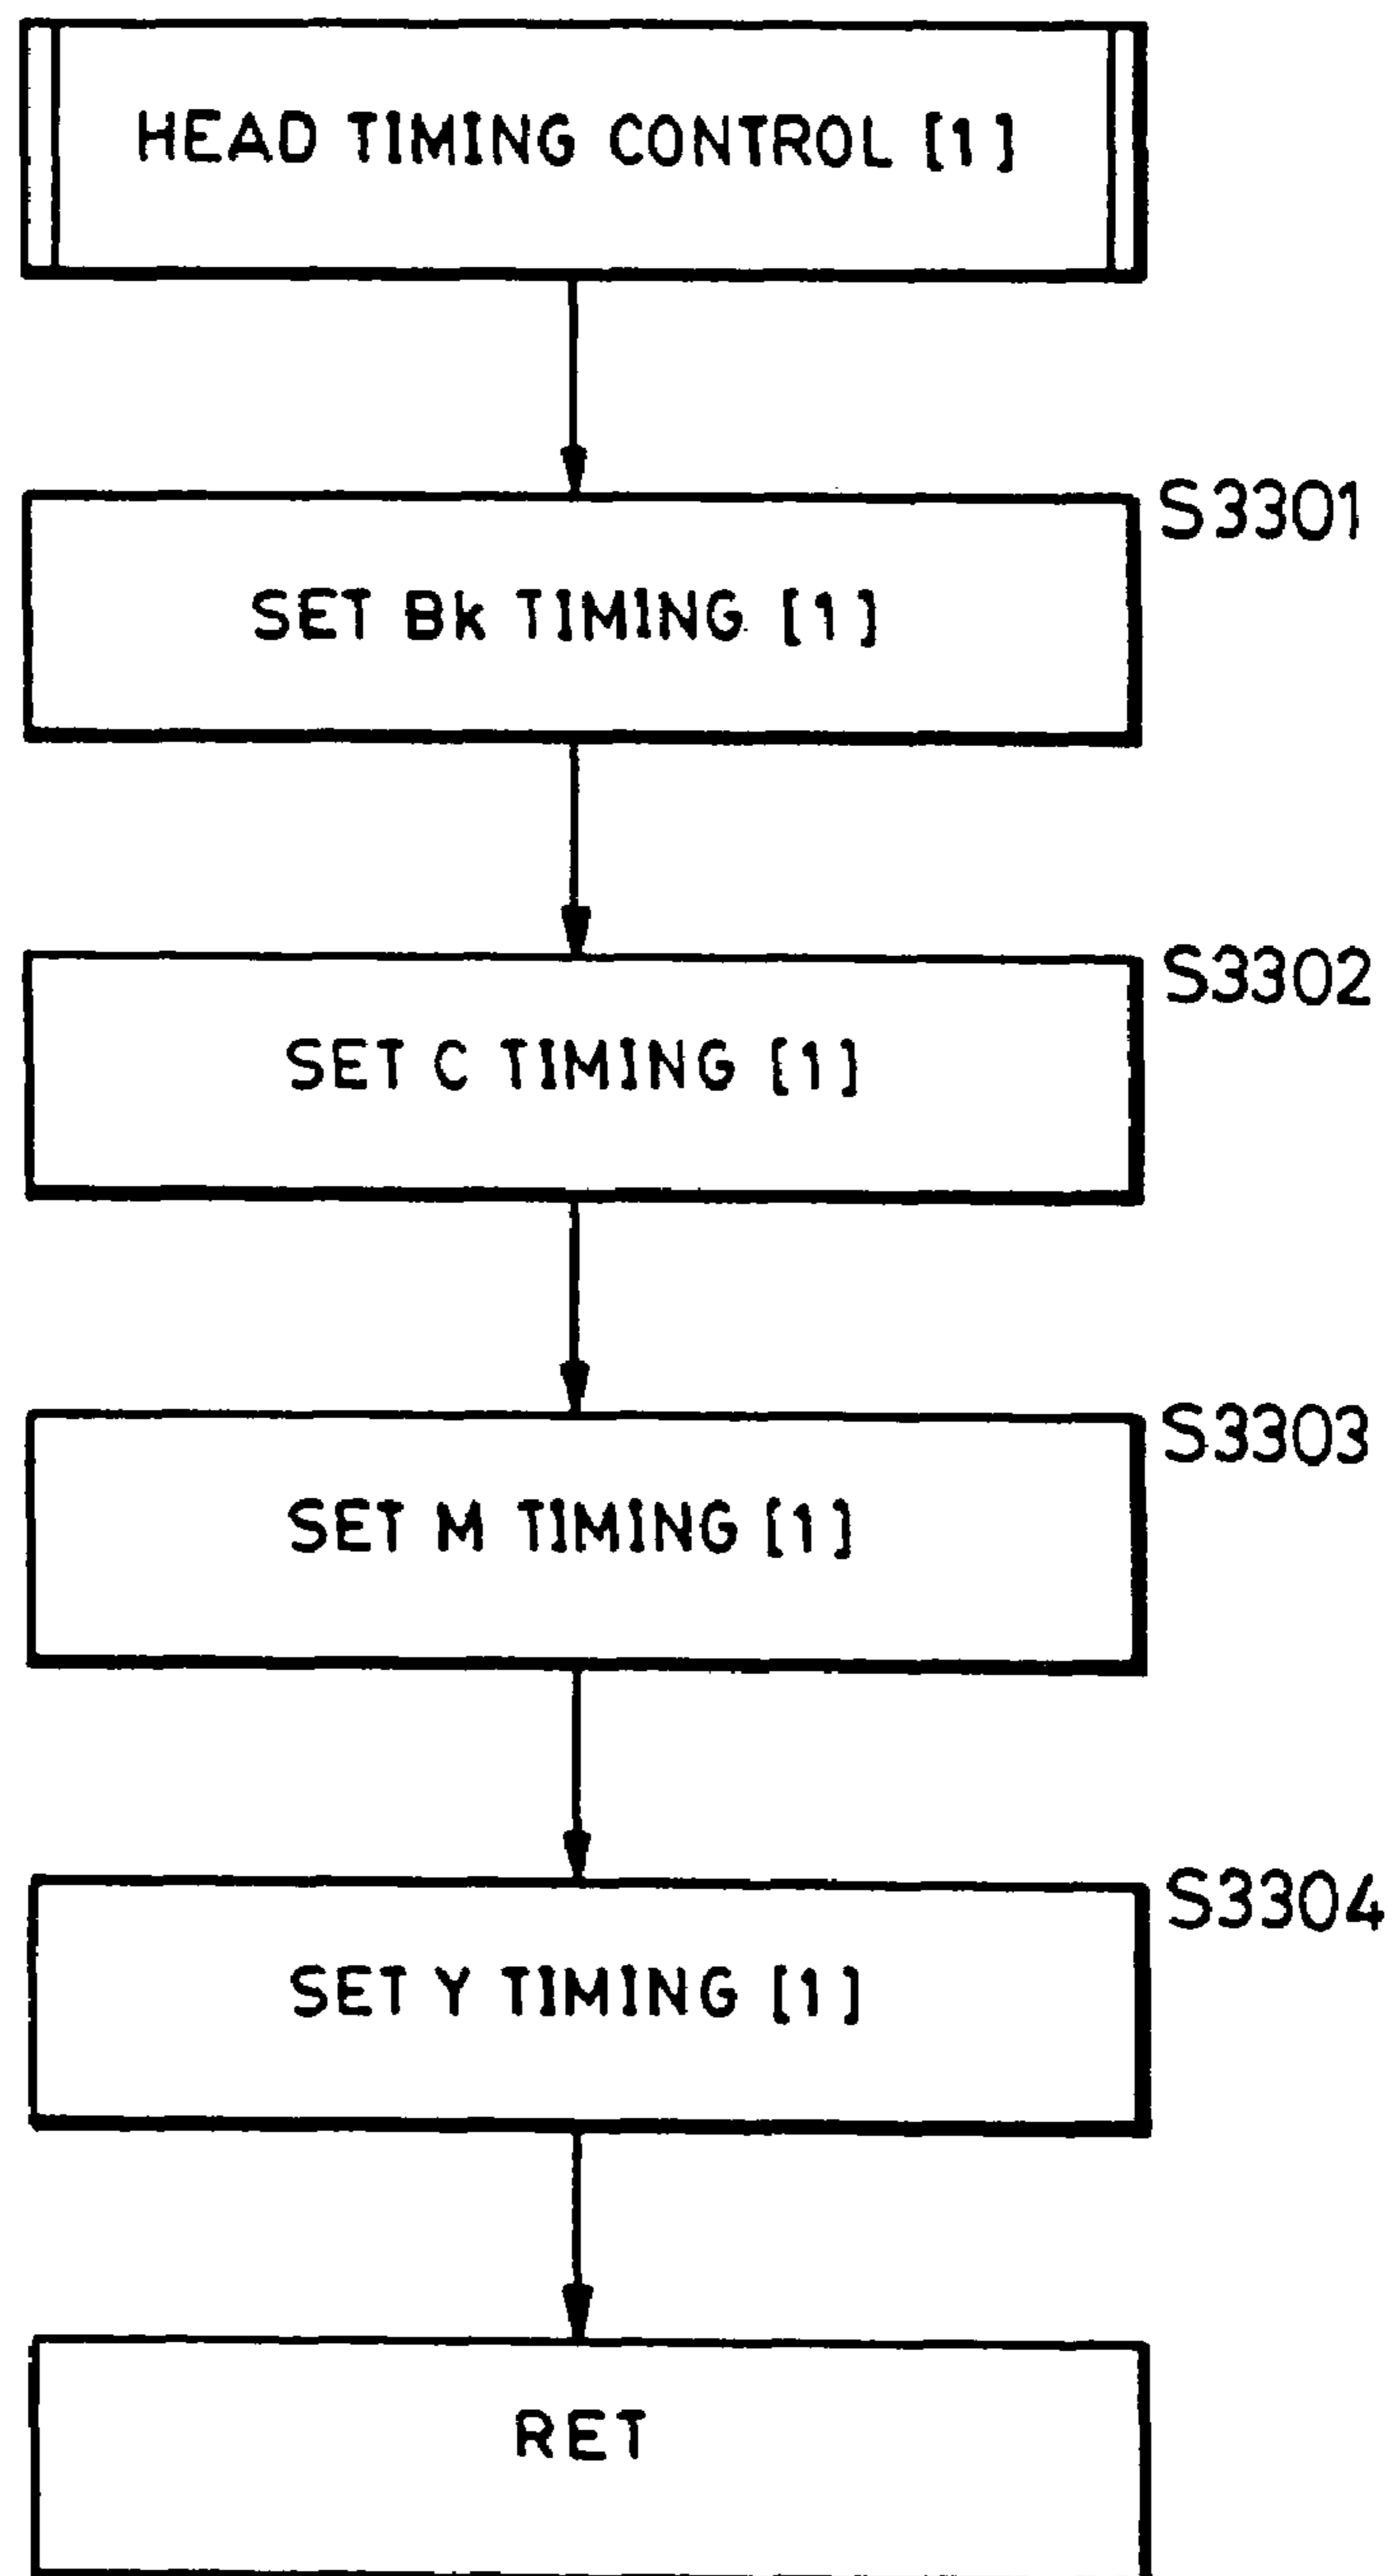 HEAD TIMING CONTROL [1]
S3301
SET Bk TIMING [1]
S3302
SET C TIMING [1]
S3303
SET M TIMING [1]
S3304
SET Y TIMING [1]
RET